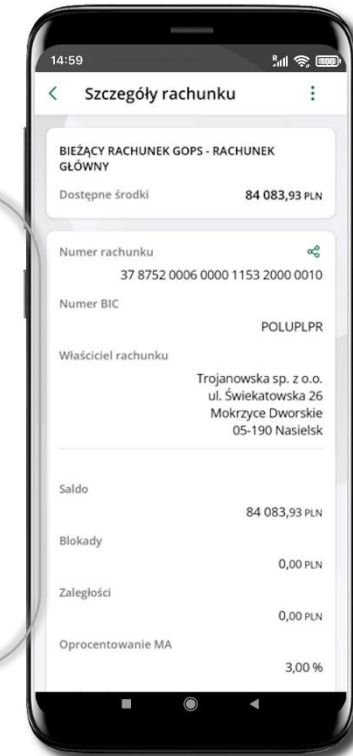 14:59
Szczegóły rachunku
BIEŻĄCY RACHUNEK GOPS - RACHUNEK
GŁÓWNY
Dostępne środki 84 083,93 PLN
Numer rachunku
37 8752 0006 0000 1153 2000 0010
Numer BIC
POLUPLPR
Właściciel rachunku
Trojanowska sp. z o.o.
ul. Świekatowska 26
Mokrzyce Dworskie
05-190 Nasielsk
Saldo
84 083,93 PLN
Blokady
0,00 PLN
Zaległości
0,00 PLN
Oprocentowanie MA
3,00 %